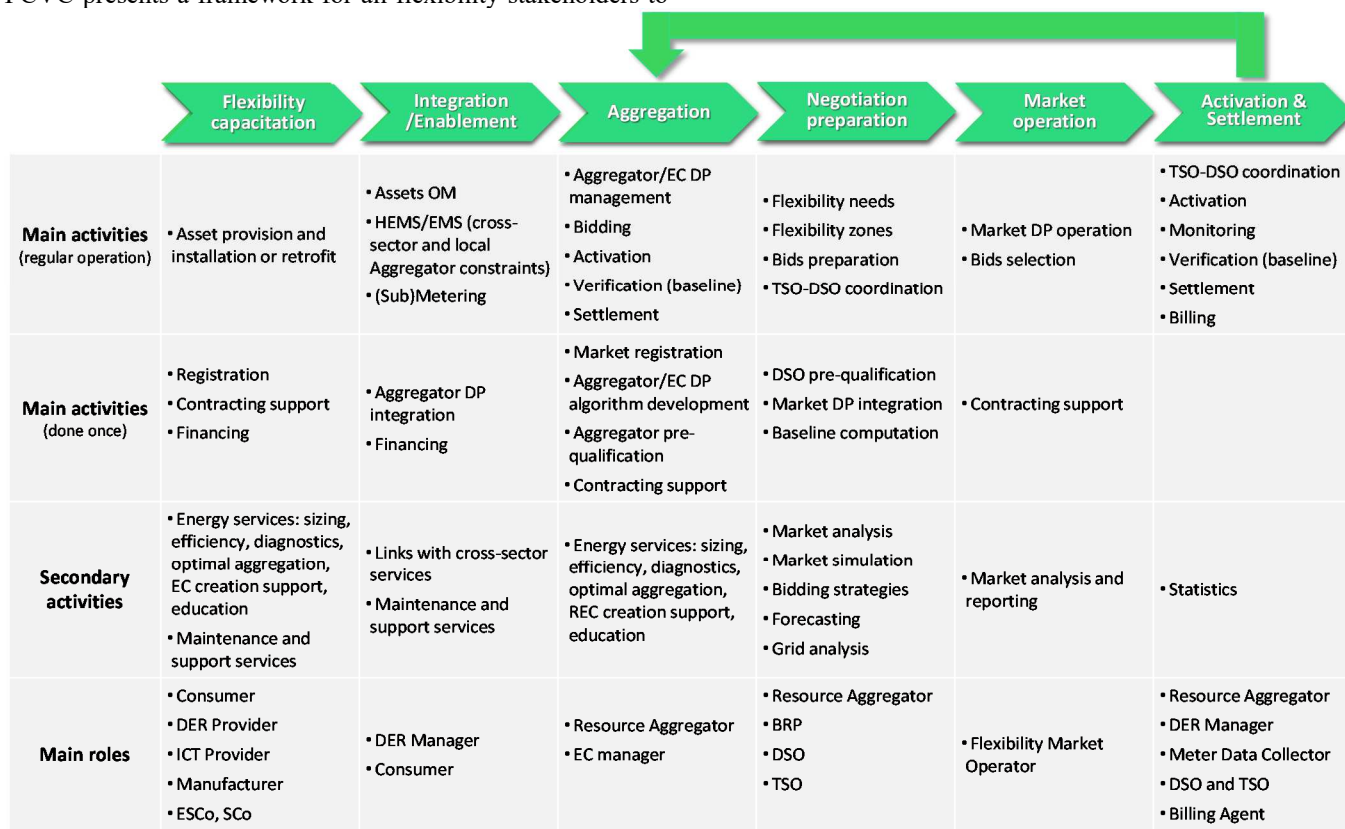 FCVC presents a framework for all flexibility stakeholders to
Flexibility
capacitation
Integration
/Enablement
Aggregation
Negotiation
preparation
Market
operation
Activation &
Settlement
Main activities
(regular operation)
• Asset provision and
installation or retrofit
• Assets OM
• HEMS/EMS (cross-
sector and local
Aggregator constraints)
• (Sub)Metering
• Aggregator/EC DP
management
• Bidding
• Activation
• Verification (baseline)
• Settlement
• Flexibility needs
• Flexibility zones
• Bids preparation
• TSO-DSO coordination
• Market DP operation
• Bids selection
• TSO-DSO coordination
• Activation
• Monitoring
• Verification (baseline)
• Settlement
• Billing
Main activities
(done once)
• Registration
• Contracting support
• Financing
• Aggregator DP
integration
• Financing
• Market registration
• Aggregator/EC DP
algorithm development
• Aggregator pre-
qualification
• Contracting support
• DSO pre-qualification
• Market DP integration
• Baseline computation
• Contracting support
Secondary
activities
• Energy services: sizing,
efficiency, diagnostics,
optimal aggregation,
EC creation support,
education
• Maintenance and
support services
• Links with cross-sector
services
• Maintenance and
support services
• Energy services: sizing,
efficiency, diagnostics,
optimal aggregation,
REC creation support,
education
• Market analysis
• Market simulation
• Bidding strategies
• Forecasting
• Grid analysis
• Market analysis and
reporting
• Statistics
Main roles
• Consumer
• DER Provider
• ICT Provider
• Manufacturer
• ESCo, SCo
• DER Manager
• Consumer
• Resource Aggregator
• EC manager
• Resource Aggregator
• BRP
• DSO
• TSO
• Flexibility Market
Operator
• Resource Aggregator
• DER Manager
• Meter Data Collector
• DSO and TSO
• Billing Agent